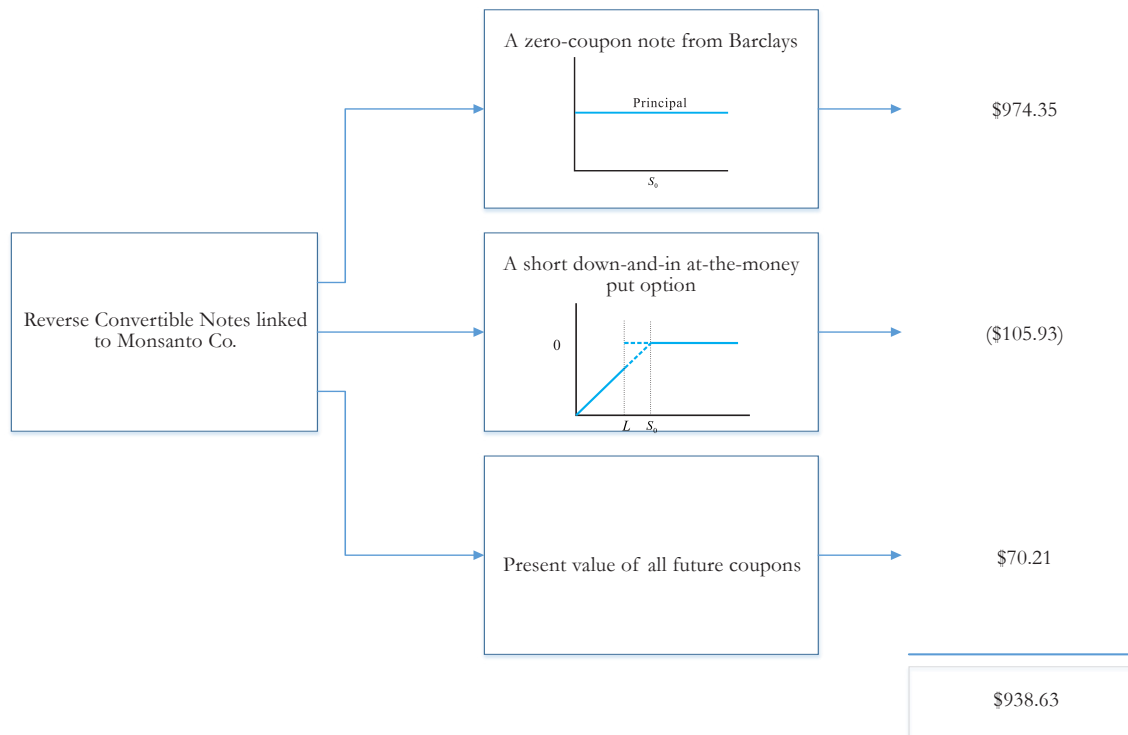 A zero-coupon note from Barclays
Principal
S₀
$974.35
Reverse Convertible Notes linked
to Monsanto Co.
A short down-and-in at-the-money
put option
0
L S₀
($105.93)
Present value of all future coupons
$70.21
$938.63